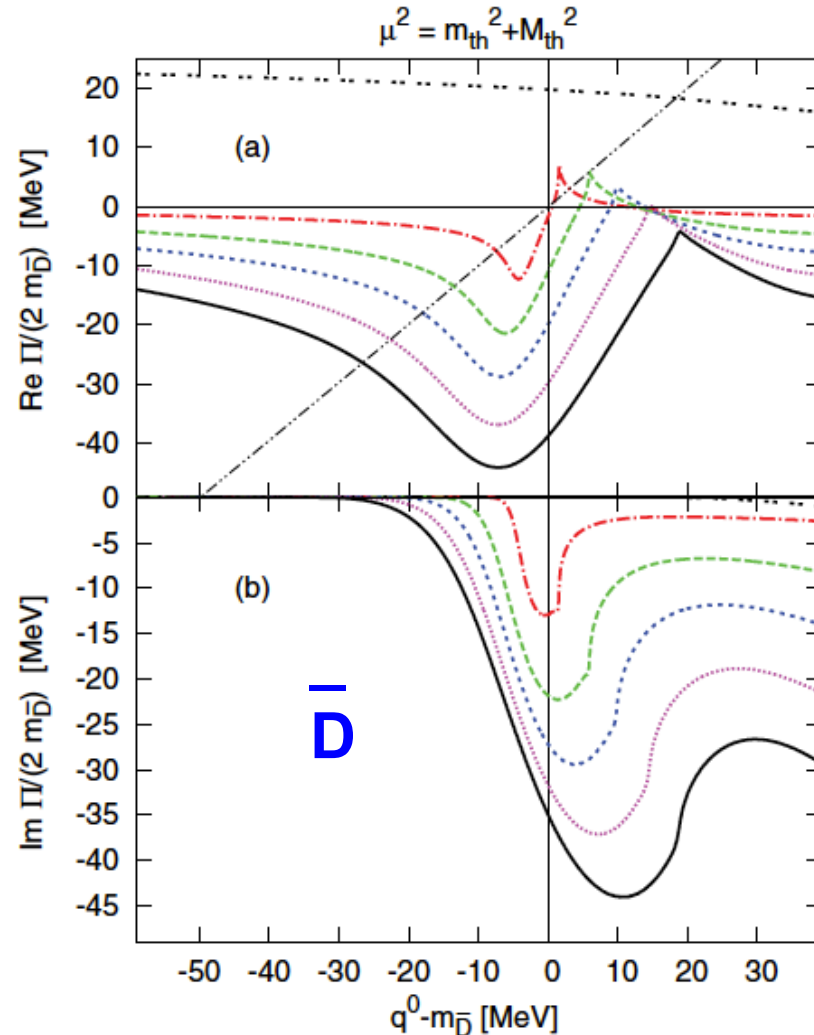 μ² = m_th² + M_th²
(a)
Re Π/(2 m_D̄) [MeV]
20
10
0
-10
-20
-30
-40
(b)
D̄
Im Π/(2 m_D̄) [MeV]
0
-5
-10
-15
-20
-25
-30
-35
-40
-45
-50 -40 -30 -20 -10 0 10 20 30
q⁰-m_D̄ [MeV]